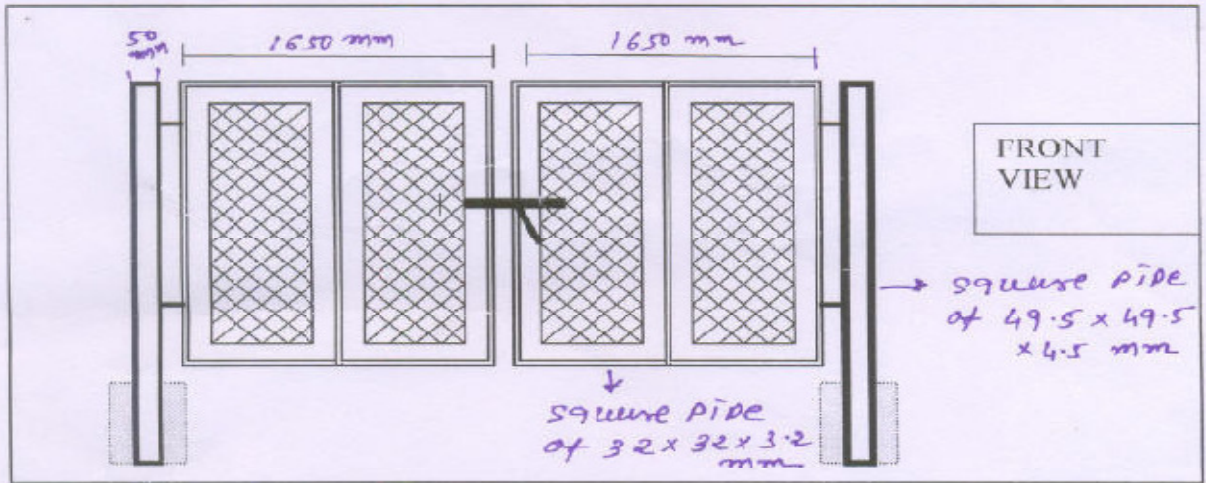 50
mm
1650 mm
1650 mm
FRONT
VIEW
square pipe
of 49.5 x 49.5
x 4.5 mm
square pipe
of 32 x 32 x 3.2
mm